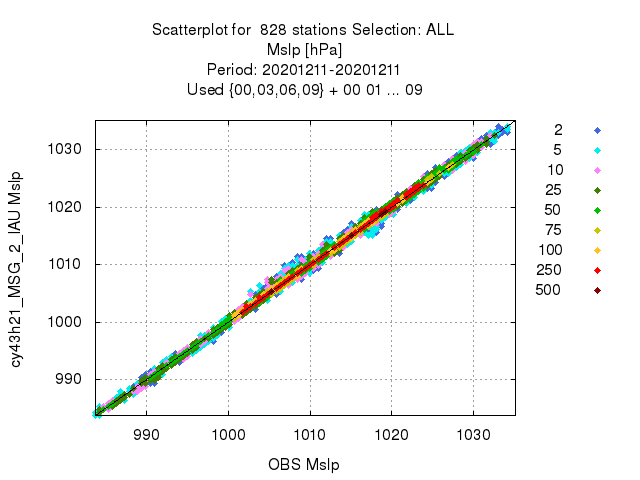 Scatterplot for  828 stations Selection: ALL
Mslp [hPa]
Period: 20201211-20201211
Used {00,03,06,09} + 00 01 ... 09
cy43h21_MSG_2_IAU Mslp
1030
1020
1010
1000
990
990 1000 1010 1020 1030
OBS Mslp
2
5
10
25
50
75
100
250
500